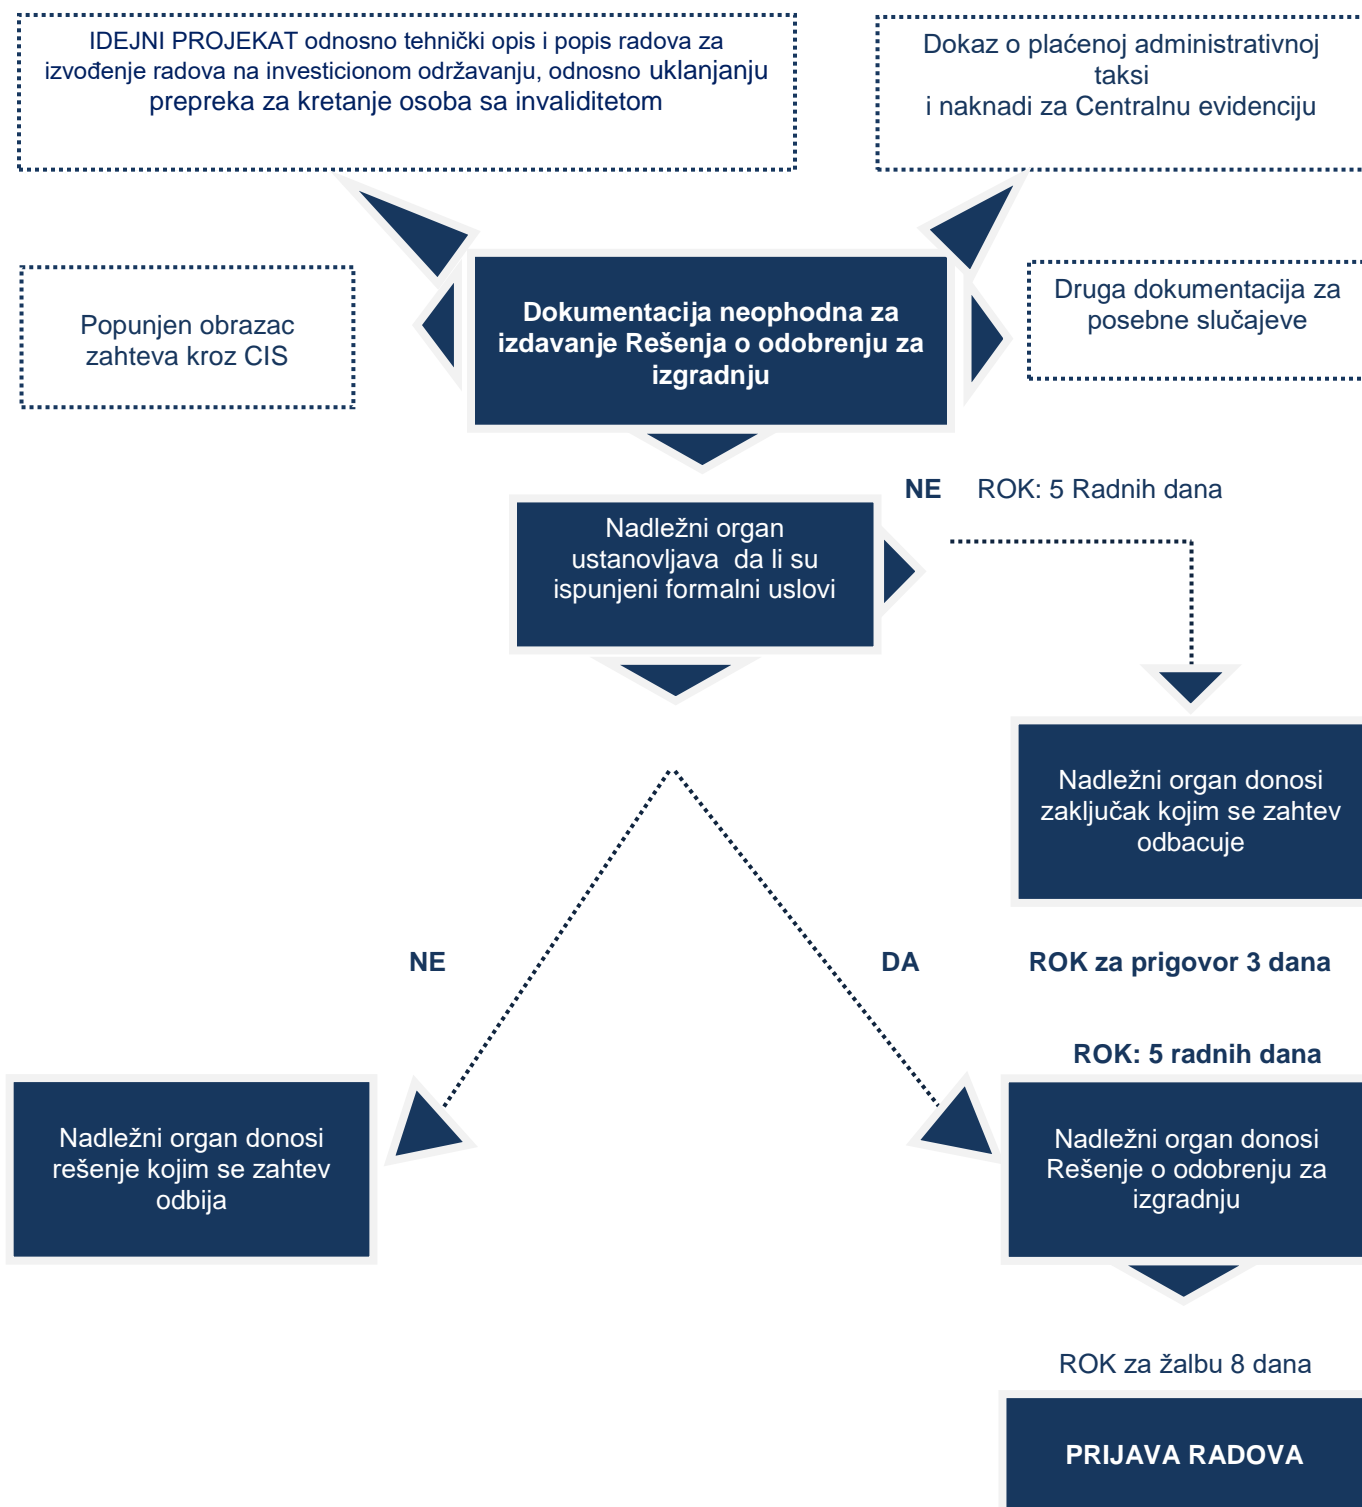 IDEJNI PROJEKAT odnosno tehnički opis i popis radova za
izvođenje radova na investicionom održavanju, odnosno uklanjanju
prepreka za kretanje osoba sa invaliditetom
Dokaz o plaćenoj administrativnoj
taksi
i naknadi za Centralnu evidenciju
Popunjen obrazac
zahteva kroz CIS
Dokumentacija neophodna za
izdavanje Rešenja o odobrenju za
izgradnju
Druga dokumentacija za
posebne slučajeve
NE ROK: 5 Radnih dana
Nadležni organ
ustanovljava da li su
ispunjeni formalni uslovi
Nadležni organ donosi
zaključak kojim se zahtev
odbacuje
NE
DA
ROK za prigovor 3 dana
ROK: 5 radnih dana
Nadležni organ donosi
rešenje kojim se zahtev
odbija
Nadležni organ donosi
Rešenje o odobrenju za
izgradnju
ROK za žalbu 8 dana
PRIJAVA RADOVA